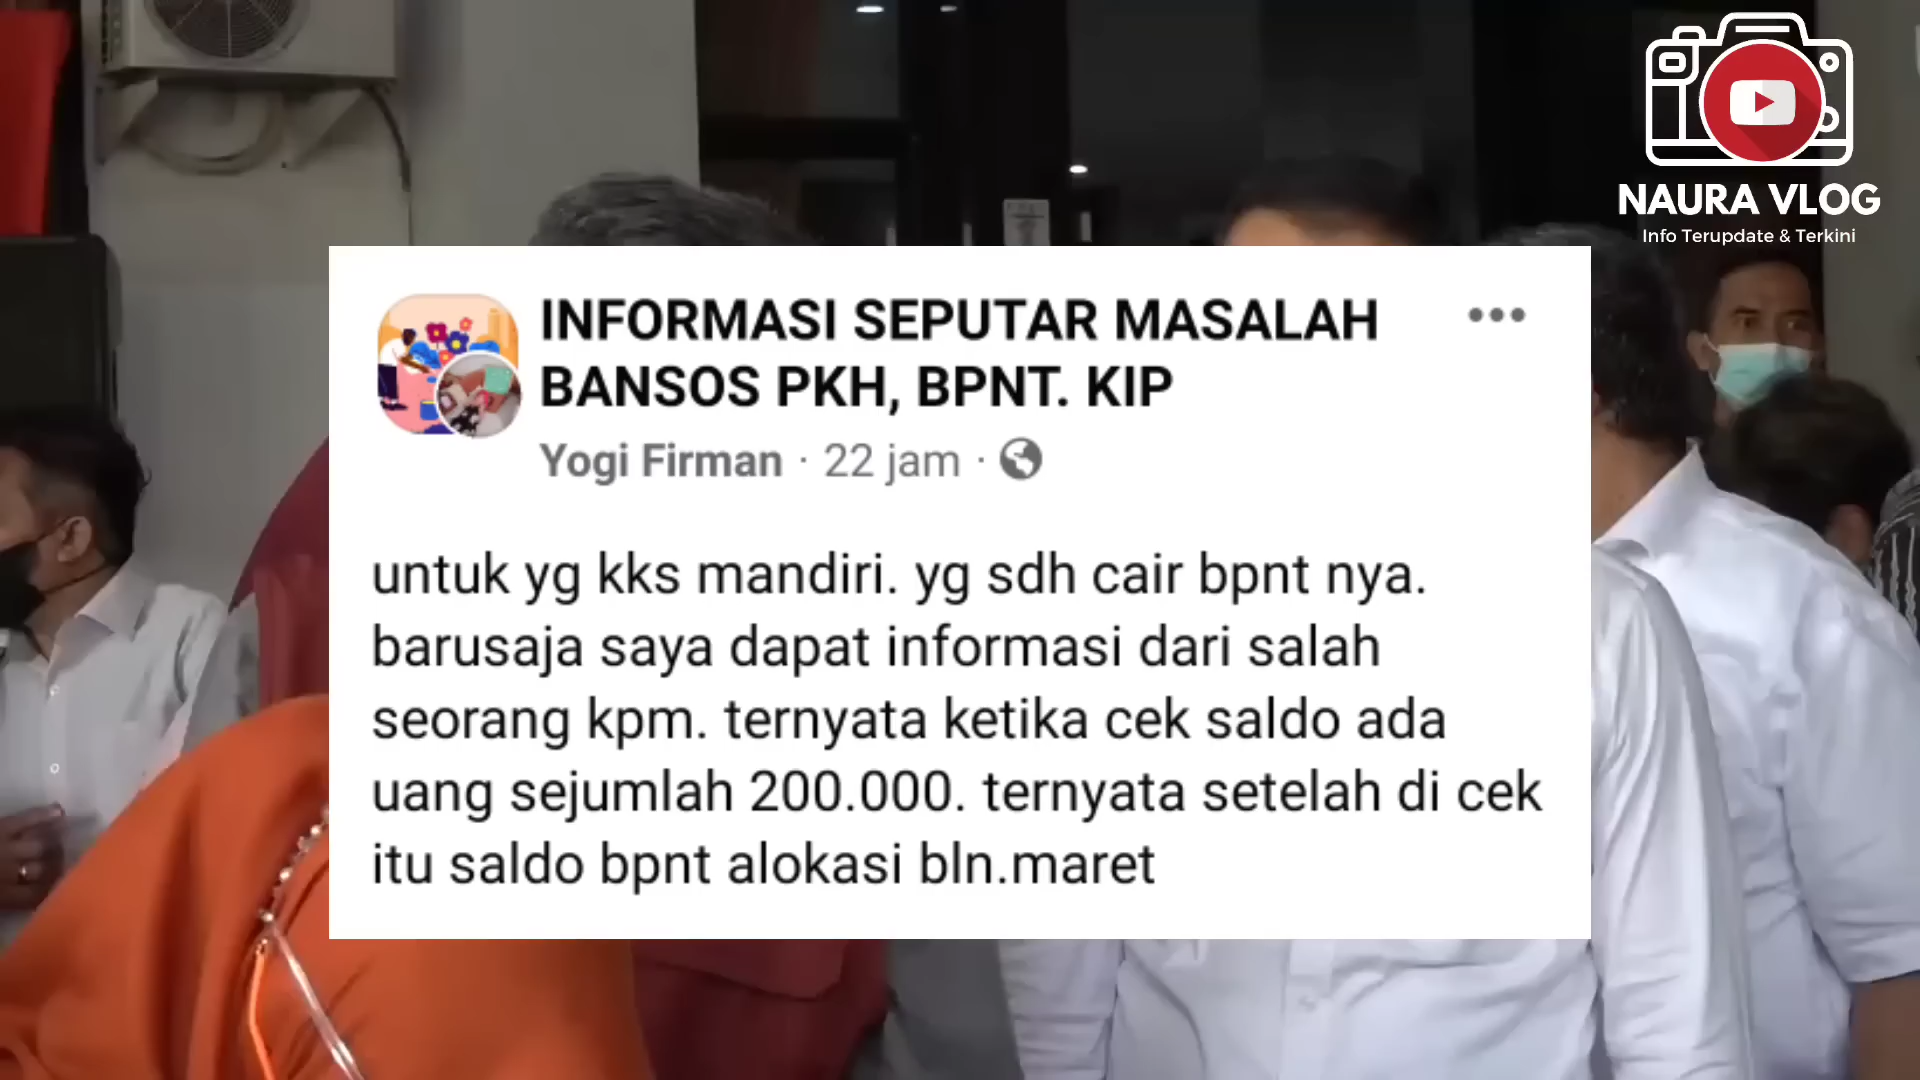 NAURA VLOG
Info Terupdate & Terkini
INFORMASI SEPUTAR MASALAH
BANSOS PKH, BPNT. KIP
Yogi Firman · 22 jam ·
untuk yg kks mandiri. yg sdh cair bpnt nya.
barusaja saya dapat informasi dari salah
seorang kpm. ternyata ketika cek saldo ada
uang sejumlah 200.000. ternyata setelah di cek
itu saldo bpnt alokasi bln.maret